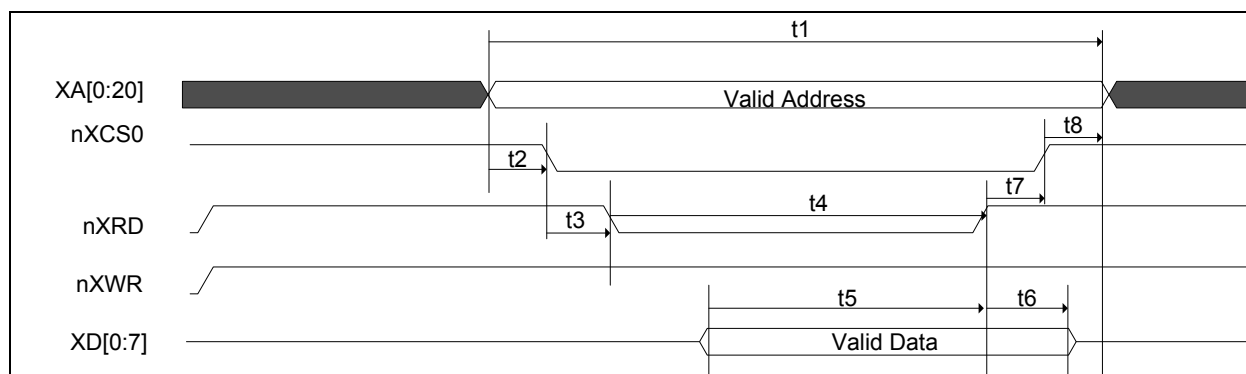 t1
XA[0:20]
Valid Address
nXCS0
t8
t2
t7
t4
nXRD
t3
nXWR
t5
t6
XD[0:7]
Valid Data